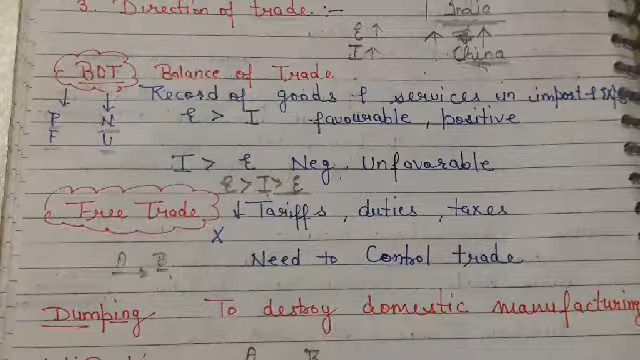 3. Direction of trade :-
India
E ↑
I ↑
China
BOT Balance of Trade
Record of goods & services in import & Exp
P N E > I favourable, positive
F U
I > E Neg. Unfavorable
E > I > E
Free Trade ↓ Tariffs, duties, taxes
X
A → B Need to Control trade
Dumping To destroy domestic manufacturing
A B